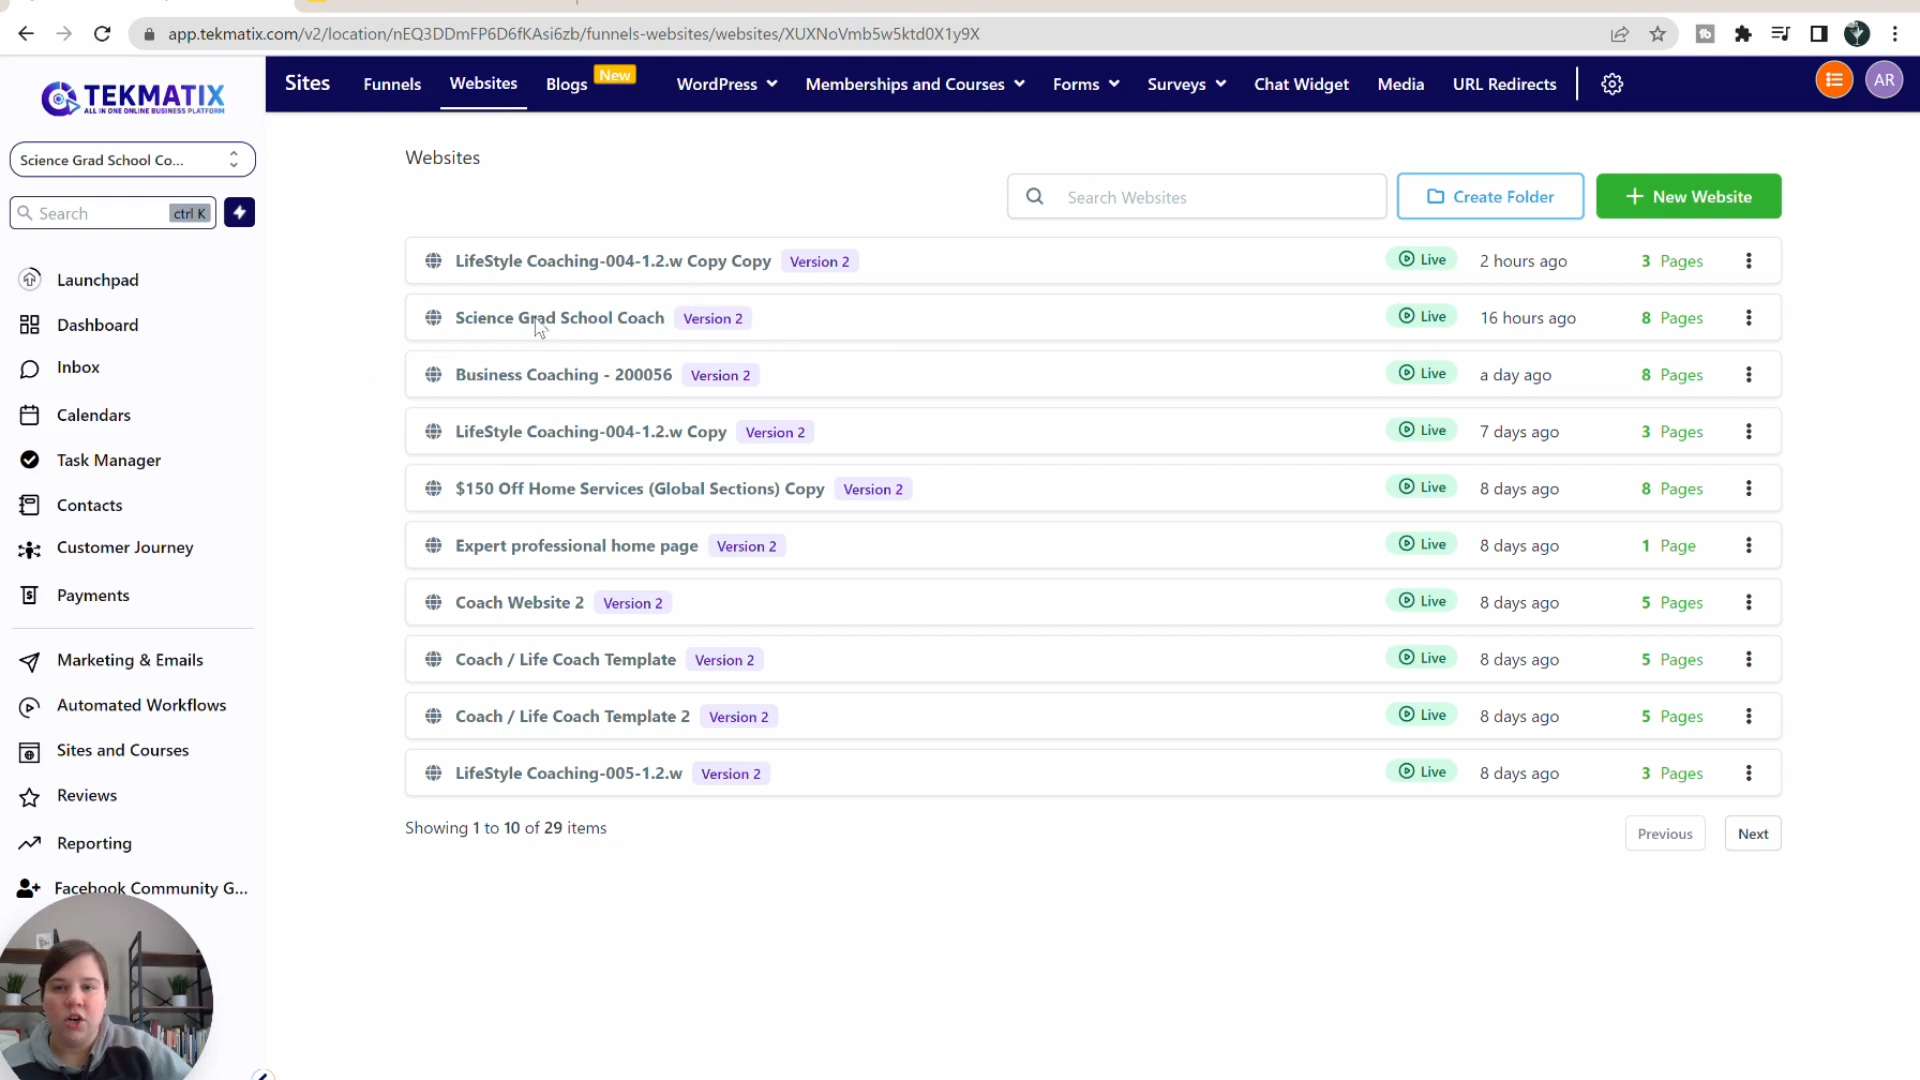 app.tekmatix.com/v2/location/nEQ3DDmFP6D6fKAsi6zb/funnels-websites/websites/XUXNoVmb5w5ktd0X1y9X
TEKMATIX
ALL IN ONE ONLINE BUSINESS PLATFORM
Sites Funnels Websites Blogs New WordPress Memberships and Courses Forms Surveys Chat Widget Media URL Redirects AR
Science Grad School Co...
Search ctrl K
Launchpad
Dashboard
Inbox
Calendars
Task Manager
Contacts
Customer Journey
Payments
Marketing & Emails
Automated Workflows
Sites and Courses
Reviews
Reporting
Facebook Community G...
Websites
Search Websites Create Folder + New Website
LifeStyle Coaching-004-1.2.w Copy Copy Version 2 Live 2 hours ago 3 Pages
Science Grad School Coach Version 2 Live 16 hours ago 8 Pages
Business Coaching - 200056 Version 2 Live a day ago 8 Pages
LifeStyle Coaching-004-1.2.w Copy Version 2 Live 7 days ago 3 Pages
$150 Off Home Services (Global Sections) Copy Version 2 Live 8 days ago 8 Pages
Expert professional home page Version 2 Live 8 days ago 1 Page
Coach Website 2 Version 2 Live 8 days ago 5 Pages
Coach / Life Coach Template Version 2 Live 8 days ago 5 Pages
Coach / Life Coach Template 2 Version 2 Live 8 days ago 5 Pages
LifeStyle Coaching-005-1.2.w Version 2 Live 8 days ago 3 Pages
Showing 1 to 10 of 29 items Previous Next